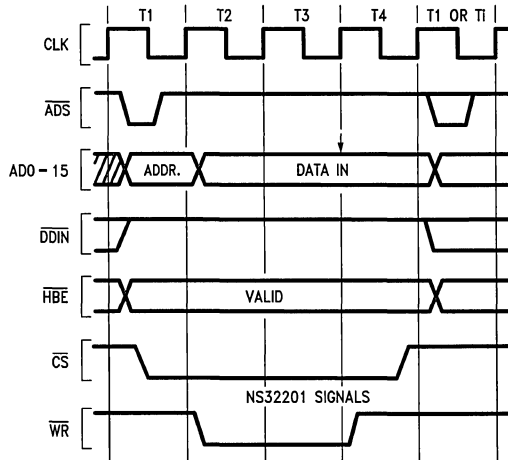 T1 T2 T3 T4 T1 OR Ti
CLK
ADS
AD0-15 ADDR. DATA IN
DDIN
HBE VALID
CS
NS32201 SIGNALS
WR